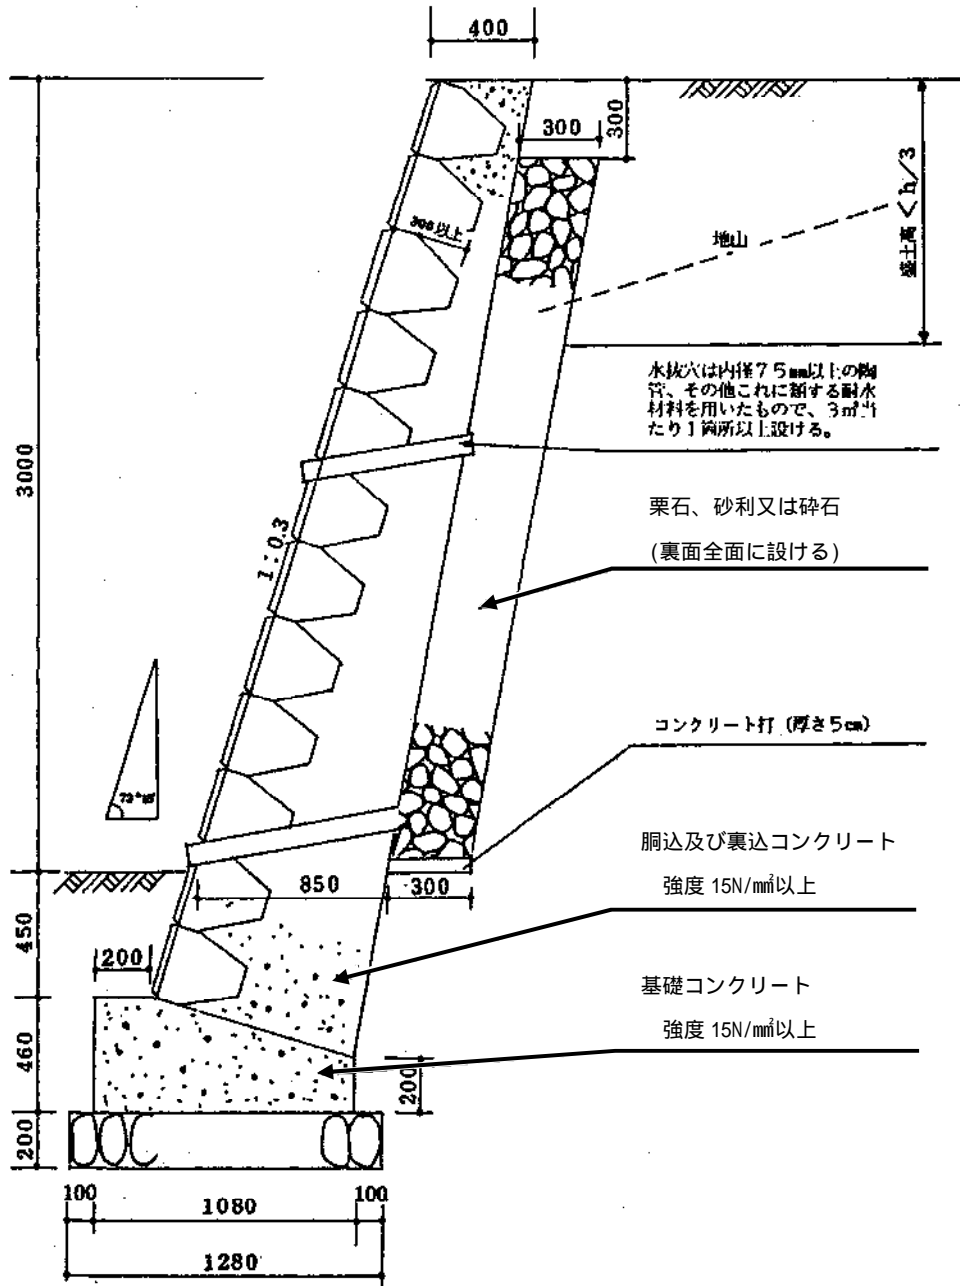 400
300
300
盛土高<h/3
300以上
地山
水抜穴は内径75mm以上の陶
管、その他これに類する耐水
材料を用いたもので、3㎡当
たり1箇所以上設ける。
3000
栗石、砂利又は砕石
(裏面全面に設ける)
1:0.3
コンクリート打(厚さ5cm)
胴込及び裏込コンクリート
強度 15N/m㎡以上
850
300
450
200
基礎コンクリート
強度 15N/m㎡以上
460
200
200
100
1080
100
1280